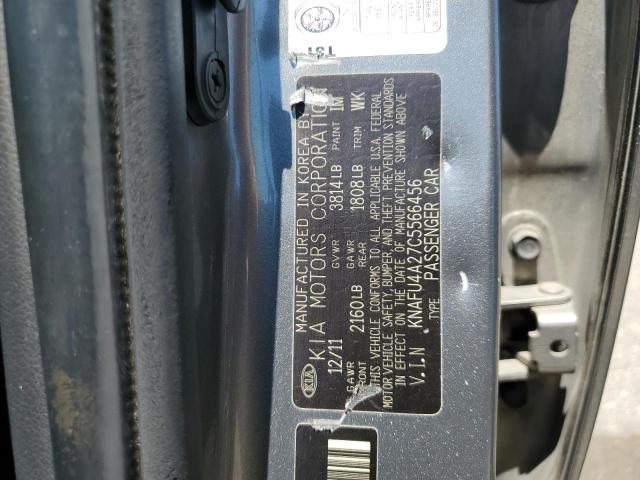 MANUFACTURED IN KOREA B
KIA KIA MOTORS CORPORATION
12/11 GVWR 3814LB PAINT IM
GAWR FRONT 2160LB GAWR REAR 1808LB TRIM WK
THIS VEHICLE CONFORMS TO ALL APPLICABLE U.S.A. FEDERAL
MOTOR VEHICLE SAFETY, BUMPER, AND THEFT PREVENTION STANDARDS
IN EFFECT ON THE DATE OF MANUFACTURE SHOWN ABOVE
V.I.N KNAFU4A27C5566456
TYPE PASSENGER CAR